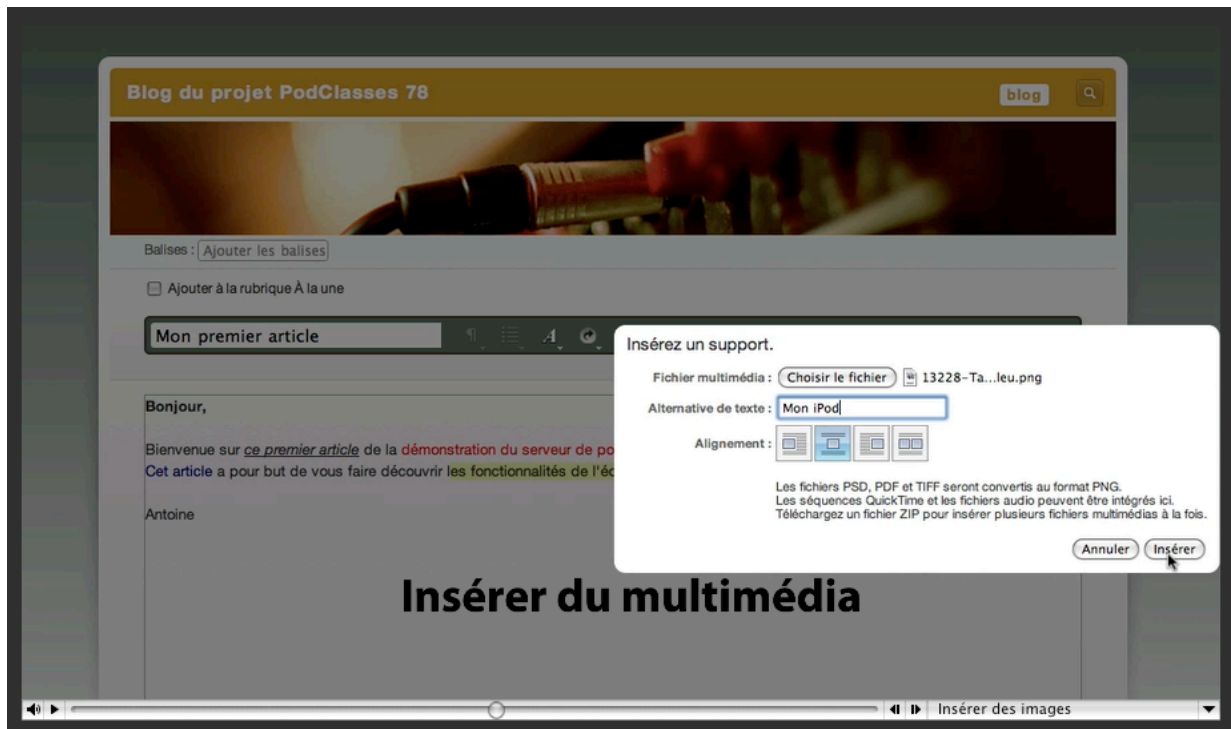 Blog du projet PodClasses 78
blog
Balises : Ajouter les balises
Ajouter à la rubrique À la une
Mon premier article
Insérez un support.
Fichier multimédia : Choisir le fichier 13228-Ta...leu.png
Alternative de texte : Mon iPod
Alignement :
Les fichiers PSD, PDF et TIFF seront convertis au format PNG.
Les séquences QuickTime et les fichiers audio peuvent être intégrés ici.
Téléchargez un fichier ZIP pour insérer plusieurs fichiers multimédias à la fois.
Annuler Insérer
Bonjour,
Bienvenue sur ce premier article de la démonstration du serveur de po
Cet article a pour but de vous faire découvrir les fonctionnalités de l'éc
Antoine
Insérer du multimédia
Insérer des images